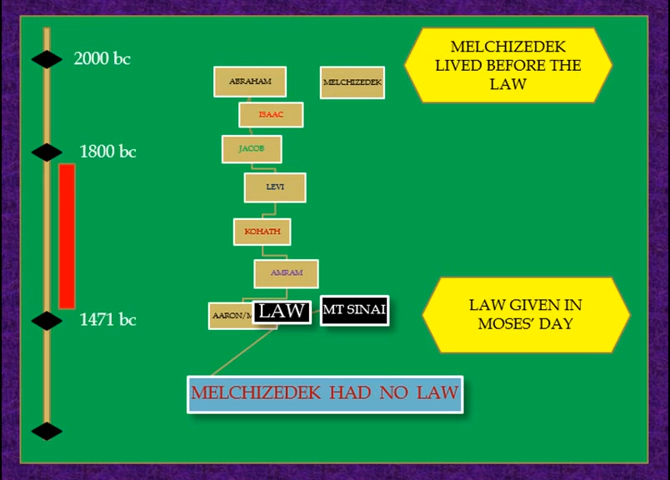 2000 bc
MELCHIZEDEK
LIVED BEFORE THE
LAW
ABRAHAM
MELCHIZEDEK
ISAAC
JACOB
1800 bc
LEVI
KOHATH
AMRAM
AARON/M
LAW
MT SINAI
1471 bc
LAW GIVEN IN
MOSES' DAY
MELCHIZEDEK HAD NO LAW